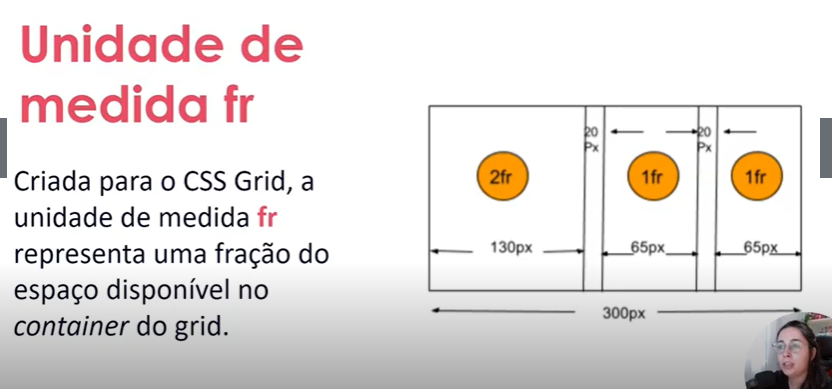 Unidade de
medida fr
Criada para o CSS Grid, a
unidade de medida fr
representa uma fração do
espaço disponível no
container do grid.
20
Px
20
Px
2fr
1fr
1fr
130px
65px
65px
300px